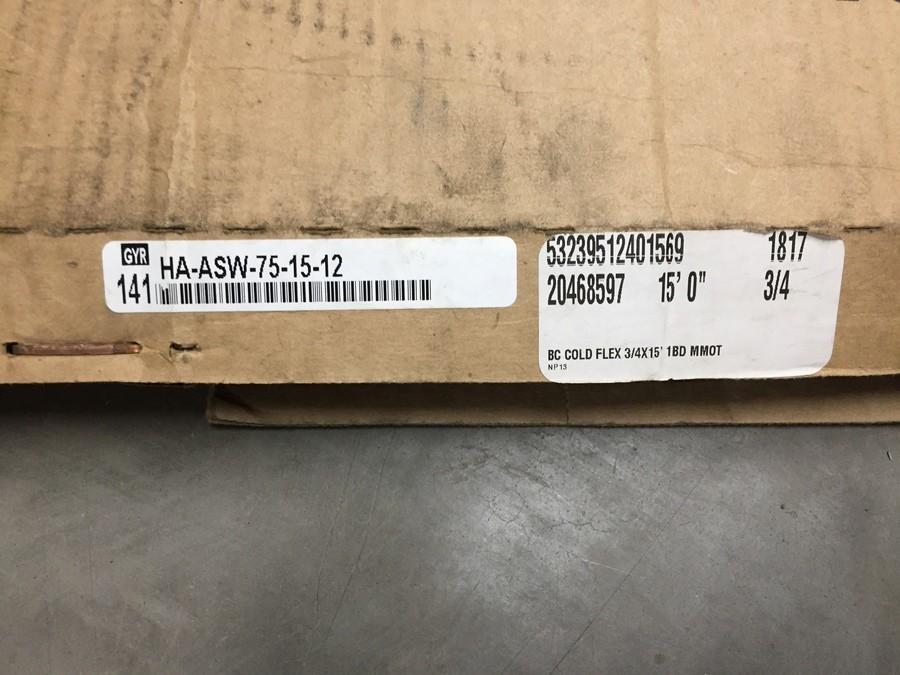 GYR
HA-ASW-75-15-12
141
53239512401569 1817
20468597 15' 0" 3/4
BC COLD FLEX 3/4X15' 1BD MMOT
NP13